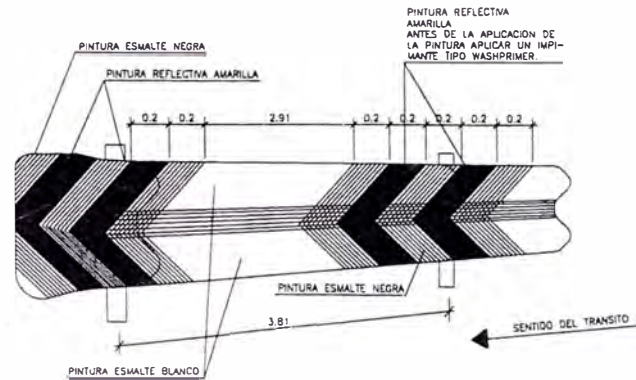 PINTURA REFLECTIVA
AMARILLA
ANTES DE LA APLICACION DE
LA PINTURA APLICAR UN IMPI-
MANTE TIPO WASHPRIMER.
PINTURA ESMALTE NEGRA
PINTURA REFLECTIVA AMARILLA
0.2 0.2 2.91 0.2 0.2 0.2 0.2 0.2
PINTURA ESMALTE NEGRA
3.81
SENTIDO DEL TRANSITO
PINTURA ESMALTE BLANCO